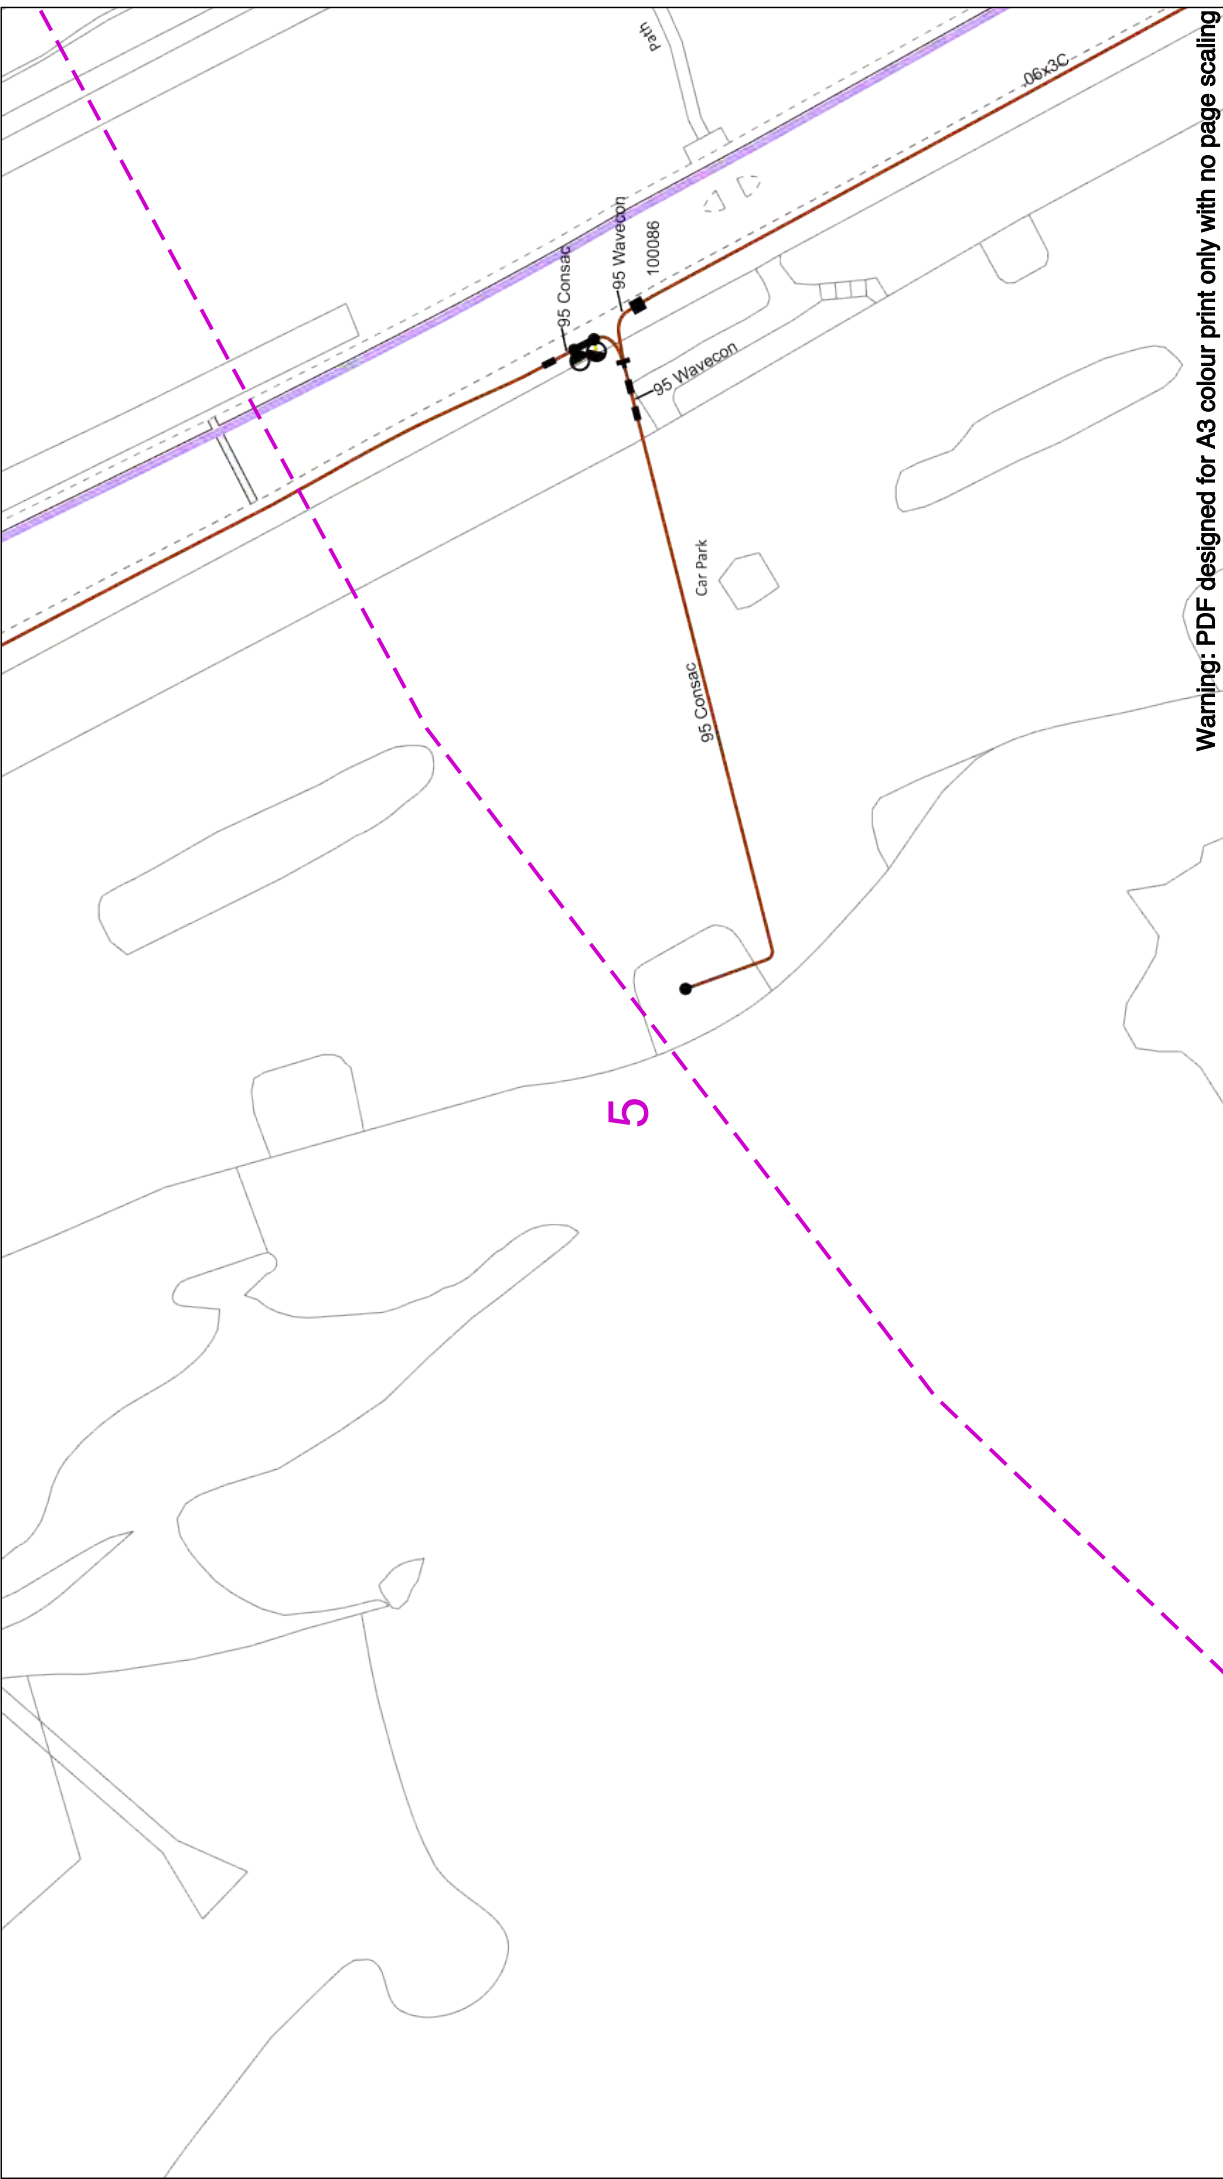 Path
.06x3C
95 Consac
95 Wavecon
100086
95 Wavecon
Car Park
95 Consac
5
Warning: PDF designed for A3 colour print only with no page scaling